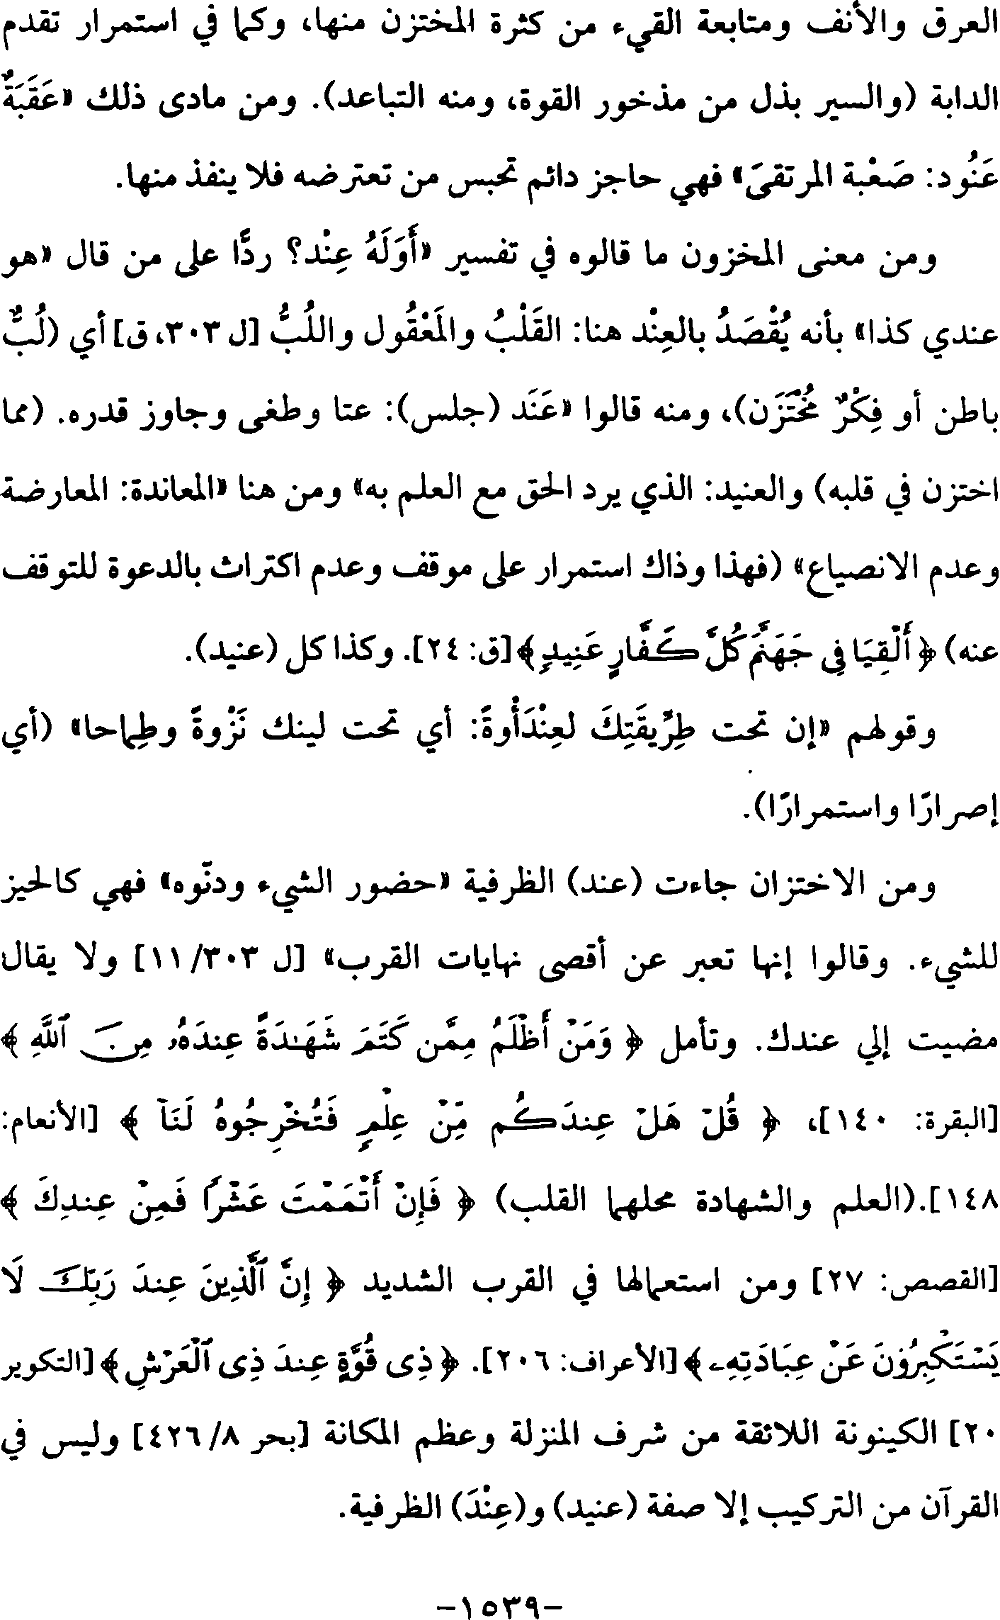 العرق والأنف ومتابعة القيء من كثرة المختزن منها، وكما في استمرار تقدم
الدابة (والسير بذل من مذخور القوة، ومنه التباعد). ومن مادى ذلك «عَقَبَةٌ
عَنُود: صَعْبة المرتقىَ» فهي حاجز دائم تحبس من تعترضه فلا ينفذ منها.
ومن معنى المخزون ما قالوه في تفسير «أَوَلَهُ عِنْد؟ ردًّا على من قال «هو
عندي كذا» بأنه يُقْصَدُ بالعِنْد هنا: القَلْبُ والمَعْقُول واللُبُّ [ل ٣٠٣، ق] أي (لُبٌّ
باطن أو فِكْرٌ مُخْتَزَن)، ومنه قالوا «عَنَد (جلس): عتا وطغى وجاوز قدره. (مما
اختزن في قلبه) والعنيد: الذي يرد الحق مع العلم به» ومن هنا «المعاندة: المعارضة
وعدم الانصياع» (فهذا وذاك استمرار على موقف وعدم اكتراث بالدعوة للتوقف
عنه) ﴿ أَلْقِيَا فِي جَهَنَّمَ كُلَّ كَفَّارٍ عَنِيدٍ ﴾ [ق: ٢٤]. وكذا كل (عنيد).
وقولهم «إن تحت طِرِّيقَتِكَ لعِنْدَأْوةً: أي تحت لينك نَزْوةً وطِماحا» (أي
إصرارًا واستمرارًا).
ومن الاختزان جاءت (عند) الظرفية «حضور الشيء ودنّوه» فهي كالحيز
للشيء. وقالوا إنها تعبر عن أقصى نهايات القرب» [ل ١١/٣٠٣] ولا يقال
مضيت إلي عندك. وتأمل ﴿ وَمَنْ أَظْلَمُ مِمَّن كَتَمَ شَهَـٰدَةً عِندَهُۥ مِنَ ٱللَّهِ ﴾
[البقرة: ١٤٠]، ﴿ قُلْ هَلْ عِندَكُم مِّنْ عِلْمٍ فَتُخْرِجُوهُ لَنَآ ﴾ [الأنعام:
١٤٨].(العلم والشهادة محلهما القلب) ﴿ فَإِنْ أَتْمَمْتَ عَشْرًا فَمِنْ عِندِكَ ﴾
[القصص: ٢٧] ومن استعمالها في القرب الشديد ﴿ إِنَّ ٱلَّذِينَ عِندَ رَبِّكَ لَا
يَسْتَكْبِرُونَ عَنْ عِبَادَتِهِۦ ﴾ [الأعراف: ٢٠٦]. ﴿ ذِى قُوَّةٍ عِندَ ذِى ٱلْعَرْشِ ﴾ [التكوير
٢٠] الكينونة اللائقة من شرف المنزلة وعظم المكانة [بحر ٤٢٦/٨] وليس في
القرآن من التركيب إلا صفة (عنيد) و(عِنْدَ) الظرفية.
-١٥٣٩-